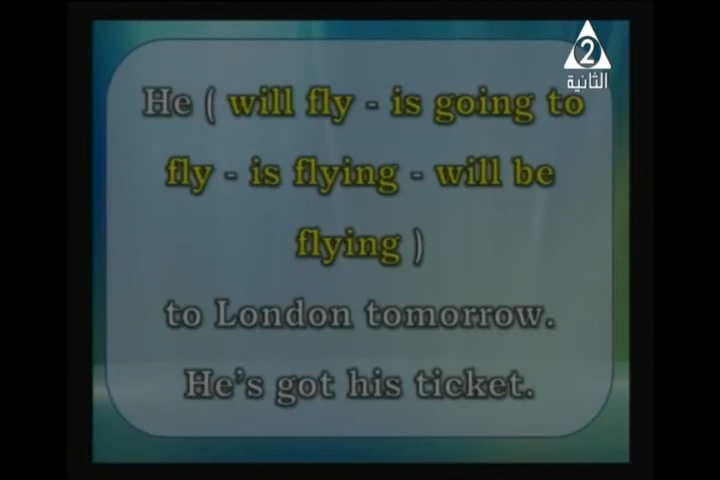 2
الثانية
He ( will fly - is going to
fly - is flying - will be
flying )
to London tomorrow.
He's got his ticket.